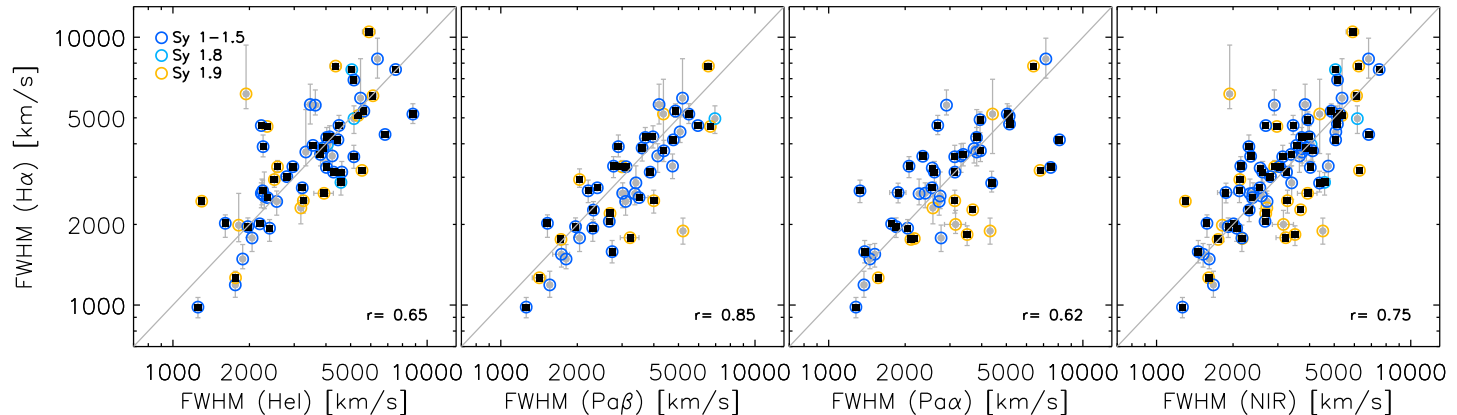 FWHM (Hα) [km/s]
10000
5000
2000
1000
Sy 1−1.5
Sy 1.8
Sy 1.9
r= 0.65
r= 0.85
r= 0.62
r= 0.75
1000 2000 5000 10000 1000 2000 5000 10000 1000 2000 5000 10000 1000 2000 5000 10000
FWHM (HeI) [km/s] FWHM (Paβ) [km/s] FWHM (Paα) [km/s] FWHM (NIR) [km/s]